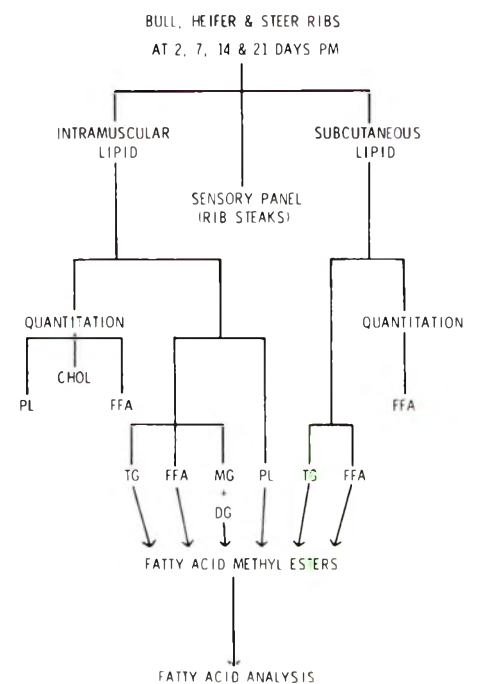 BULL, HEIFER & STEER RIBS
AT 2, 7, 14 & 21 DAYS PM
INTRAMUSCULAR
LIPID
SUBCUTANEOUS
LIPID
SENSORY PANEL
(RIB STEAKS)
QUANTITATION
QUANTITATION
CHOL
PL
FFA
FFA
TG
FFA
MG
+
DG
PL
TG
FFA
FATTY ACID METHYL ESTERS
FATTY ACID ANALYSIS